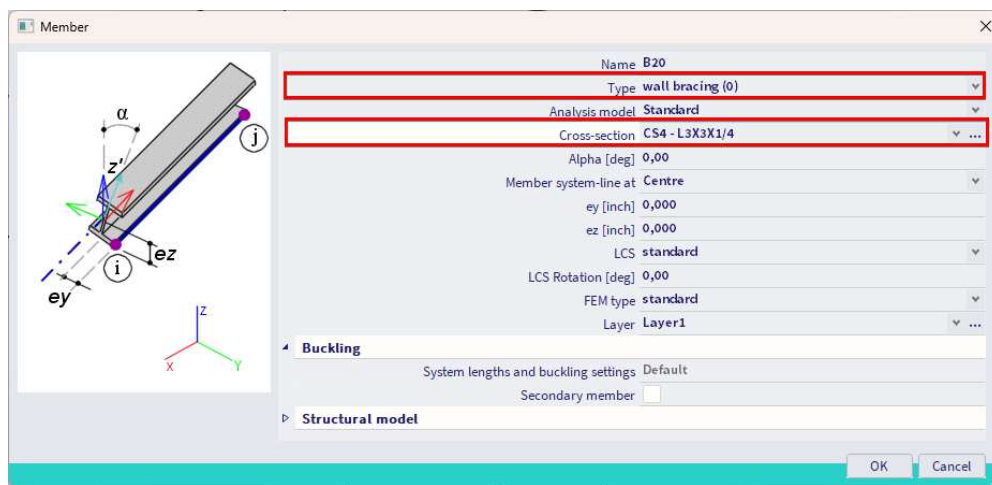 Member
Name B20
Type wall bracing (0)
Analysis model Standard
Cross-section CS4 - L3X3X1/4 ...
Alpha [deg] 0,00
Member system-line at Centre
ey [inch] 0,000
ez [inch] 0,000
LCS standard
LCS Rotation [deg] 0,00
FEM type standard
Layer Layer1 ...
Buckling
System lengths and buckling settings Default
Secondary member
Structural model
α
j
z'
ez
i
ey
z
x
Y
OK Cancel